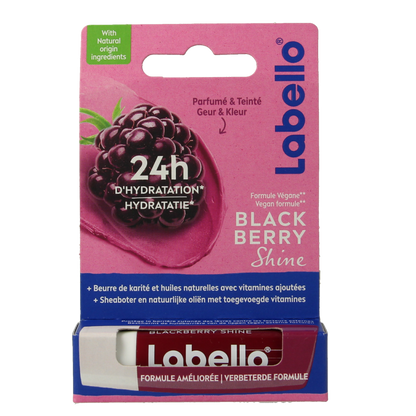 With
Natural
origin
ingredients
Labello®
Parfumé & Teinté
Geur & Kleur
24h
D'HYDRATATION*
HYDRATATIE*
Formule Végane**
Vegan formule**
BLACK
BERRY
Shine
+ Beurre de karité et huiles naturelles avec vitamines ajoutées
+ Sheaboter en natuurlijke oliën met toegevoegde vitamines
BLACKBERRY SHINE
Labello
FORMULE AMÉLIORÉE | VERBETERDE FORMULE